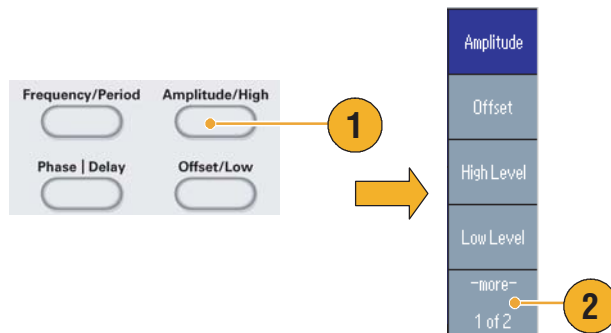 Frequency/Period
Amplitude/High
1
Phase | Delay
Offset/Low
Amplitude
Offset
High Level
Low Level
-more-
1 of 2
2